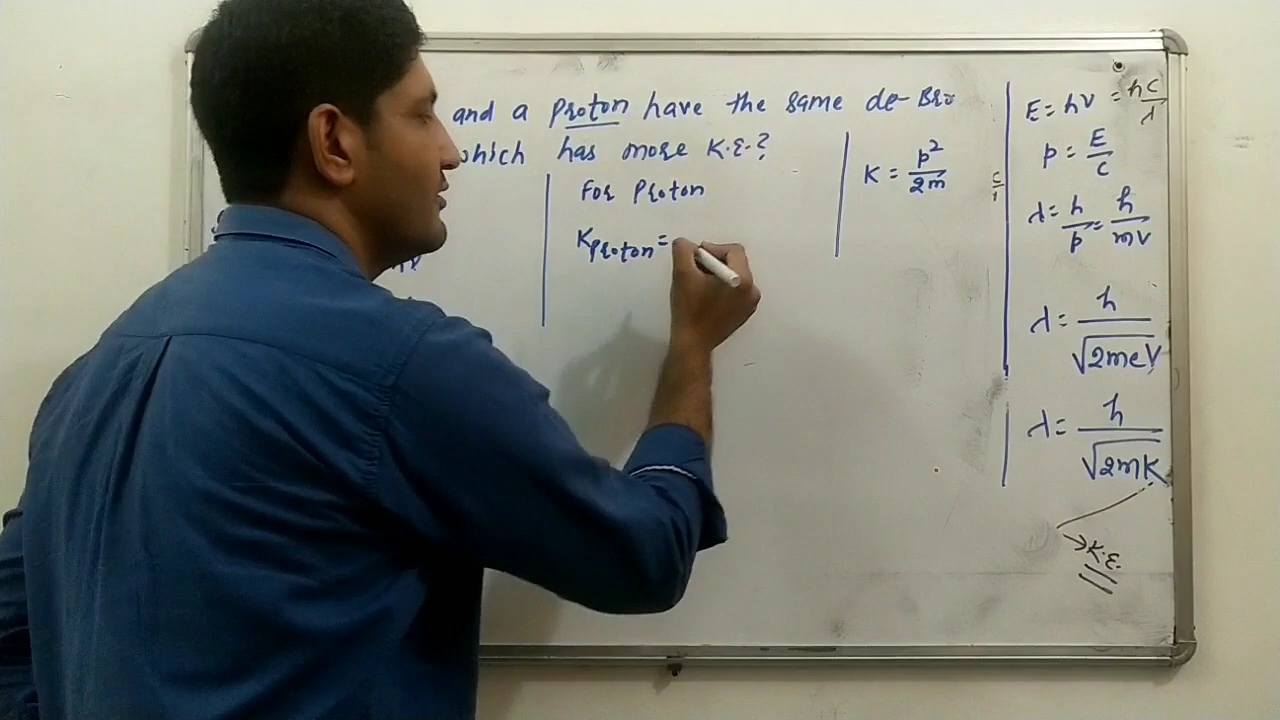 and a proton have the same de-Bro
which has more K.E.?
For Proton
Kproton =
K = p²/2m
E = hν = hc/λ
p = E/c
λ = h/p = h/mv
λ = h/√2meV
λ = h/√2mK
→ K.E.